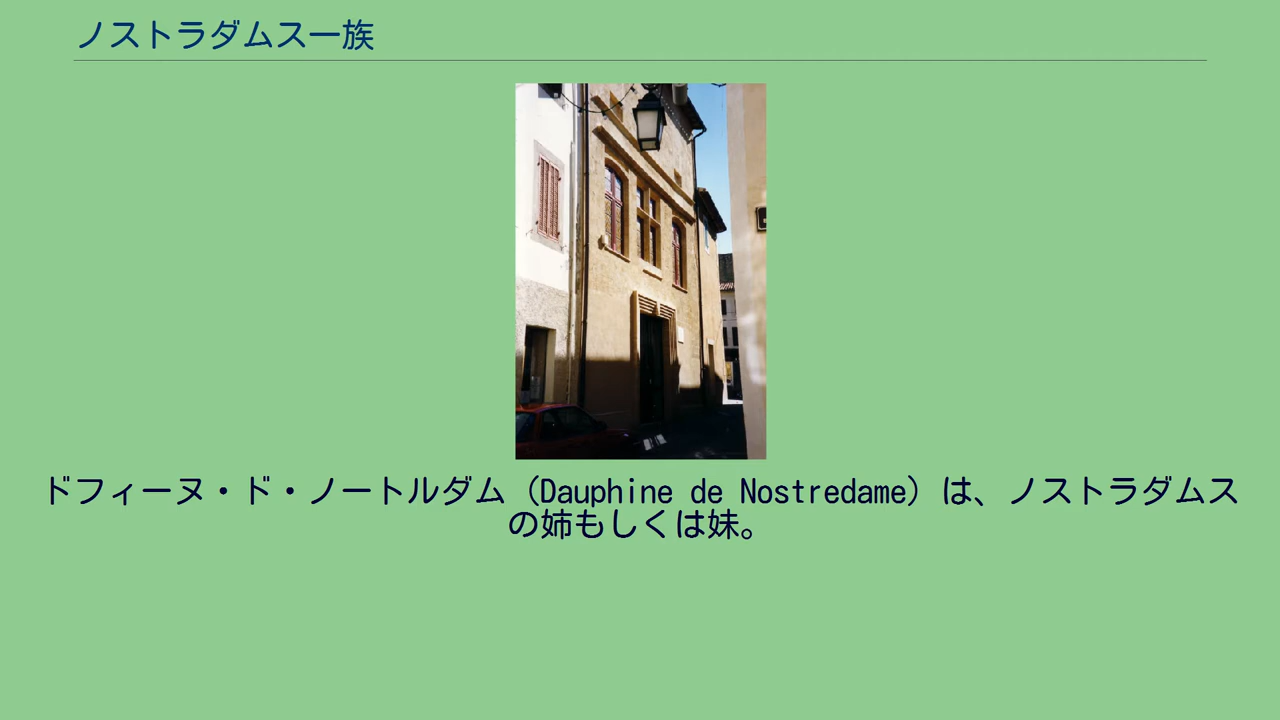 ノストラダムス一族
ドフィーヌ・ド・ノートルダム（Dauphine de Nostredame）は、ノストラダムス
の姉もしくは妹。